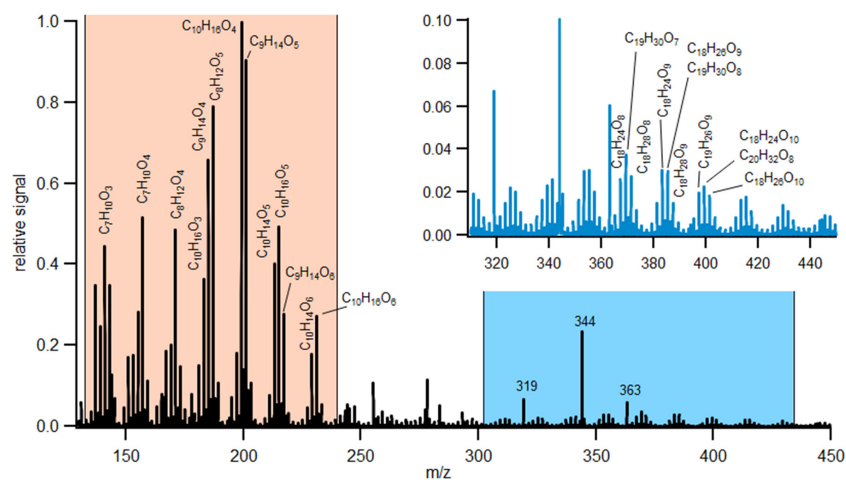 relative signal
1.0
0.8
0.6
0.4
0.2
0.0
C7H10O3
C7H10O4
C8H12O4
C10H16O3
C9H14O4
C8H12O5
C10H16O4
C9H14O5
C10H14O5
C10H16O5
C9H14O6
C10H14O6
C10H16O6
319
344
363
150
200
250
300
350
400
450
m/z
0.10
0.08
0.06
0.04
0.02
0.00
C18H24O8
C19H30O7
C18H28O8
C18H24O9
C18H26O9
C19H30O8
C18H28O9
C19H26O9
C18H24O10
C20H32O8
C18H26O10
320
340
360
380
400
420
440